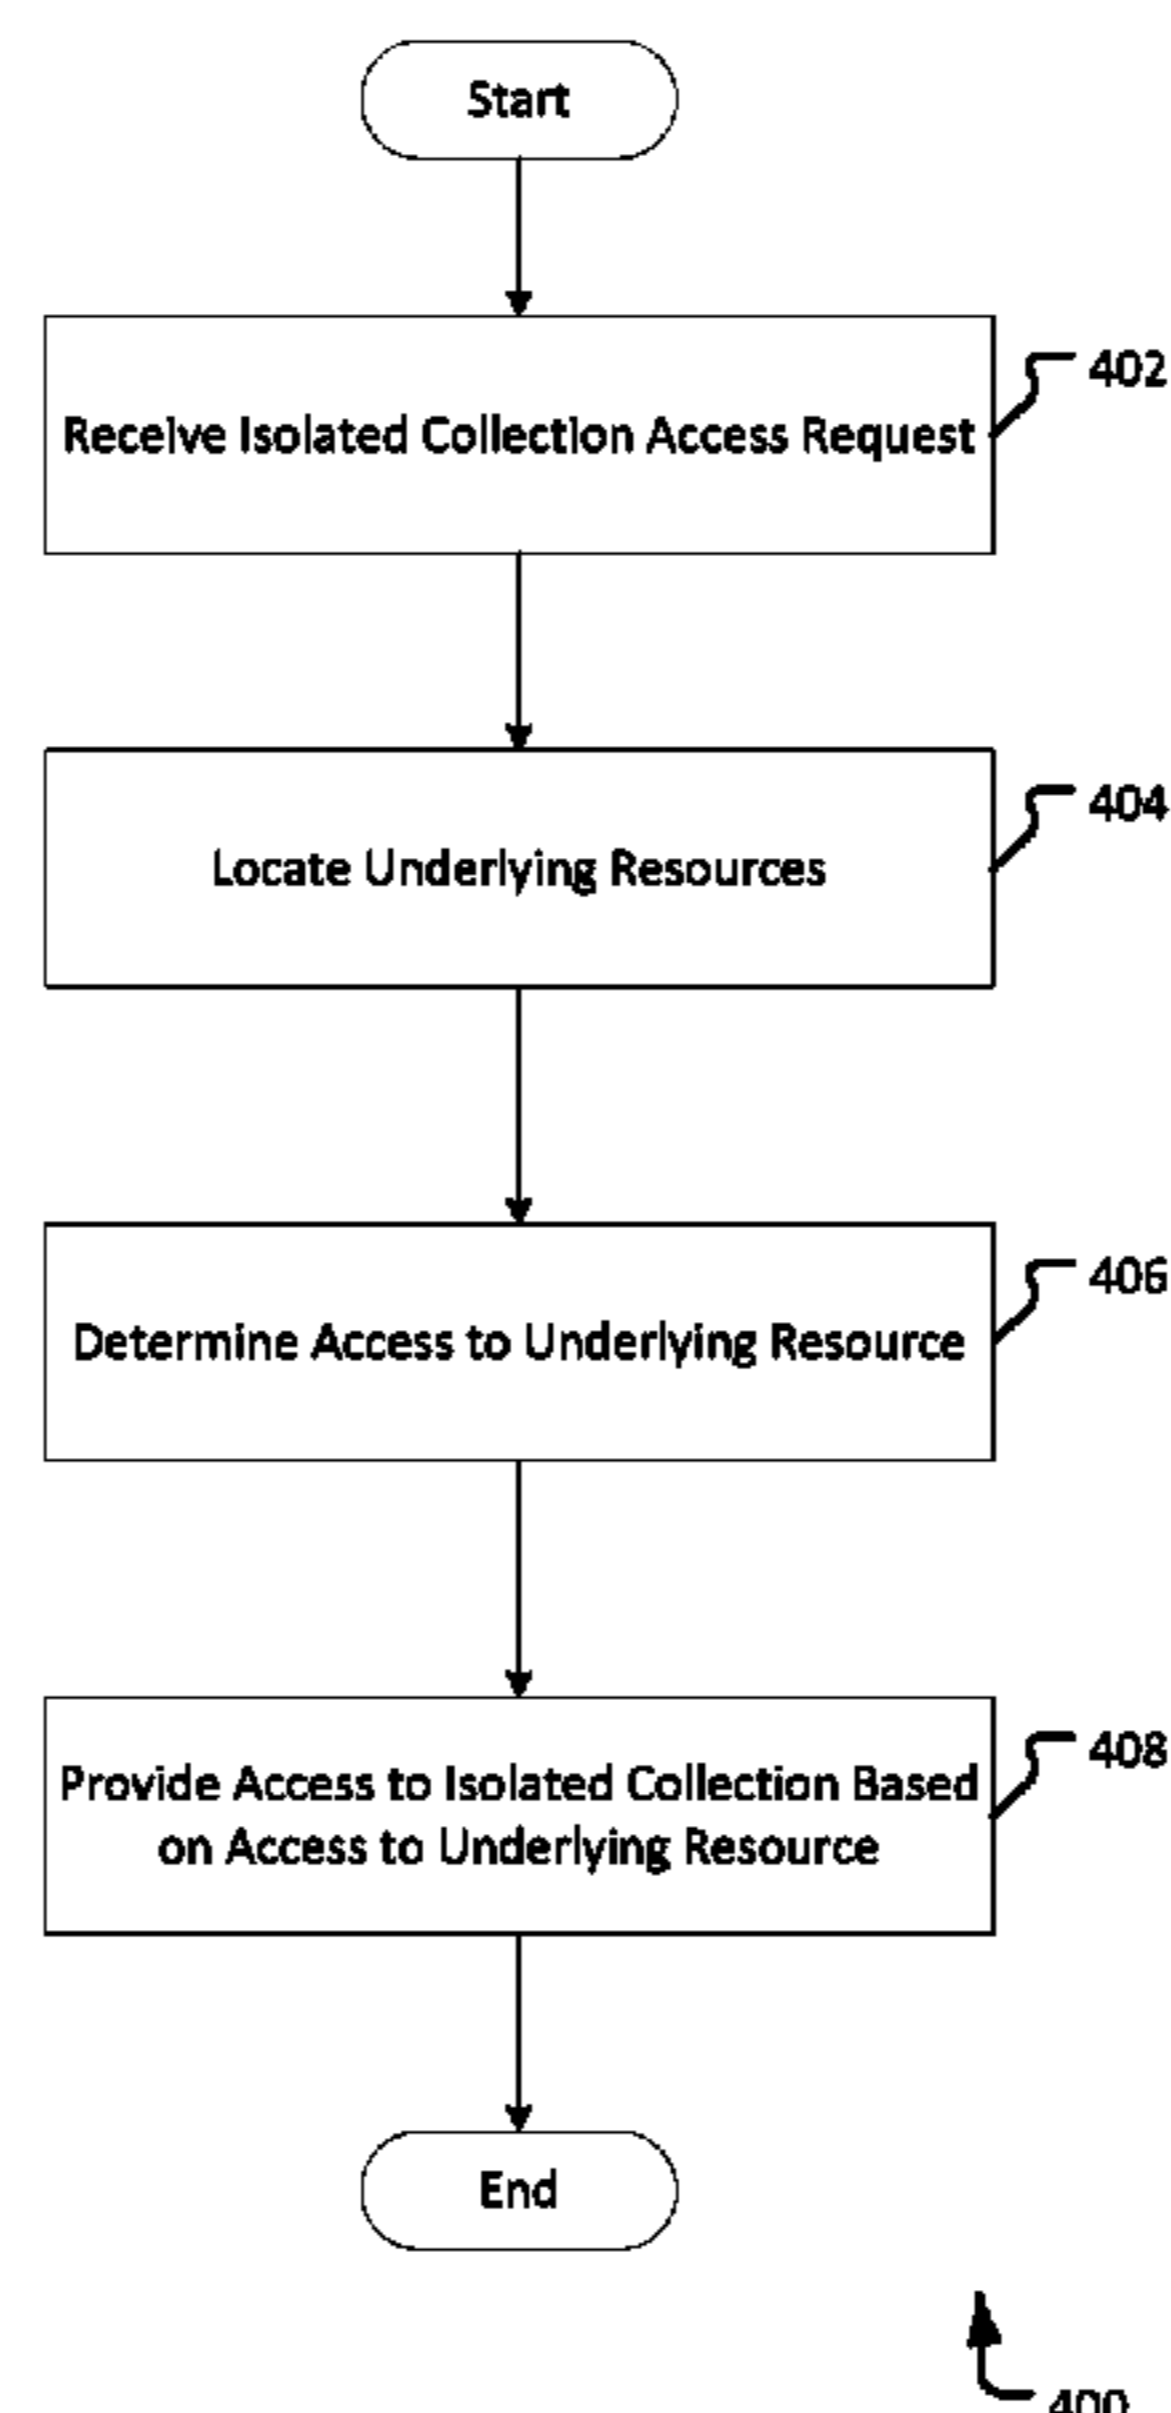 Start
Receive Isolated Collection Access Request
402
Locate Underlying Resources
404
Determine Access to Underlying Resource
406
Provide Access to Isolated Collection Based
on Access to Underlying Resource
408
End
400